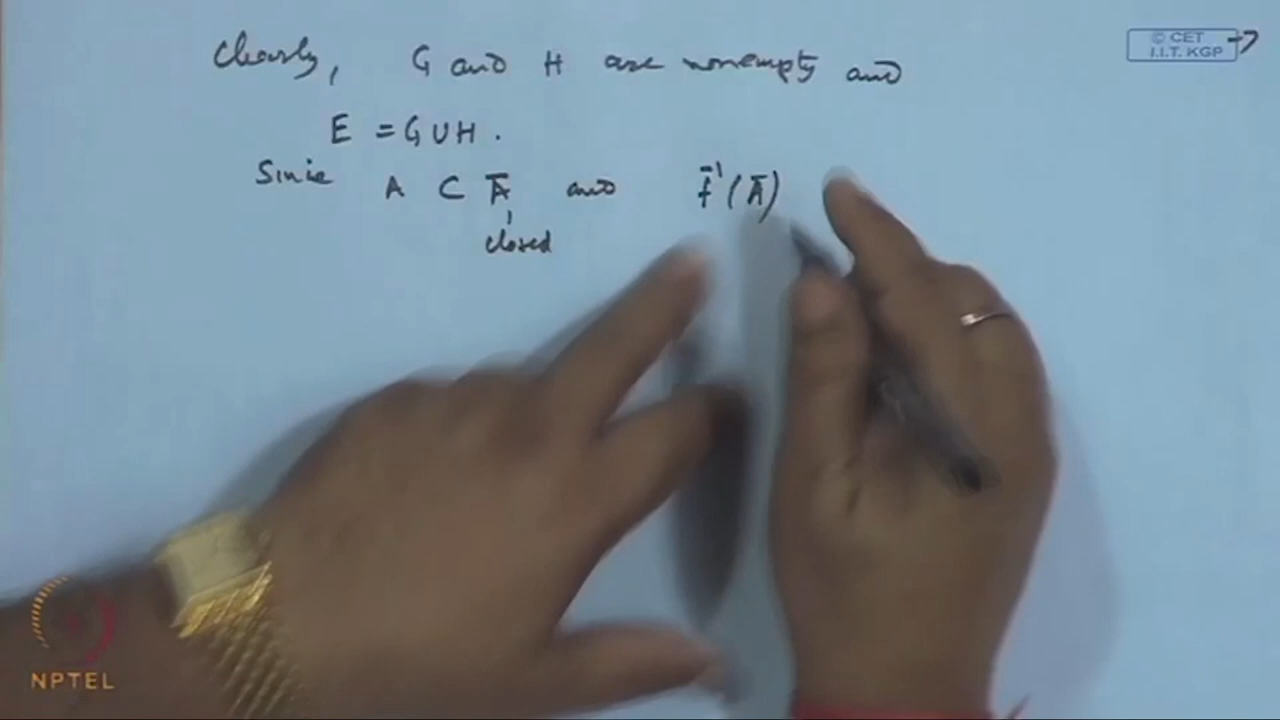 Clearly, G and H are nonempty and
E = G ∪ H .
Since A ⊂ A̅ and f⁻¹(A̅)
closed
© CET
I.I.T. KGP
NPTEL